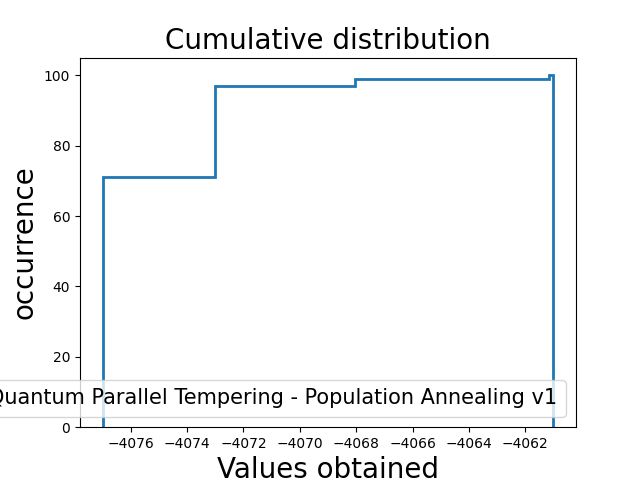 Cumulative distribution
occurrence
100
80
60
40
20
0
Parallel Tempering - Population Annealing v1
−4076 −4074 −4072 −4070 −4068 −4066 −4064 −4062
Values obtained